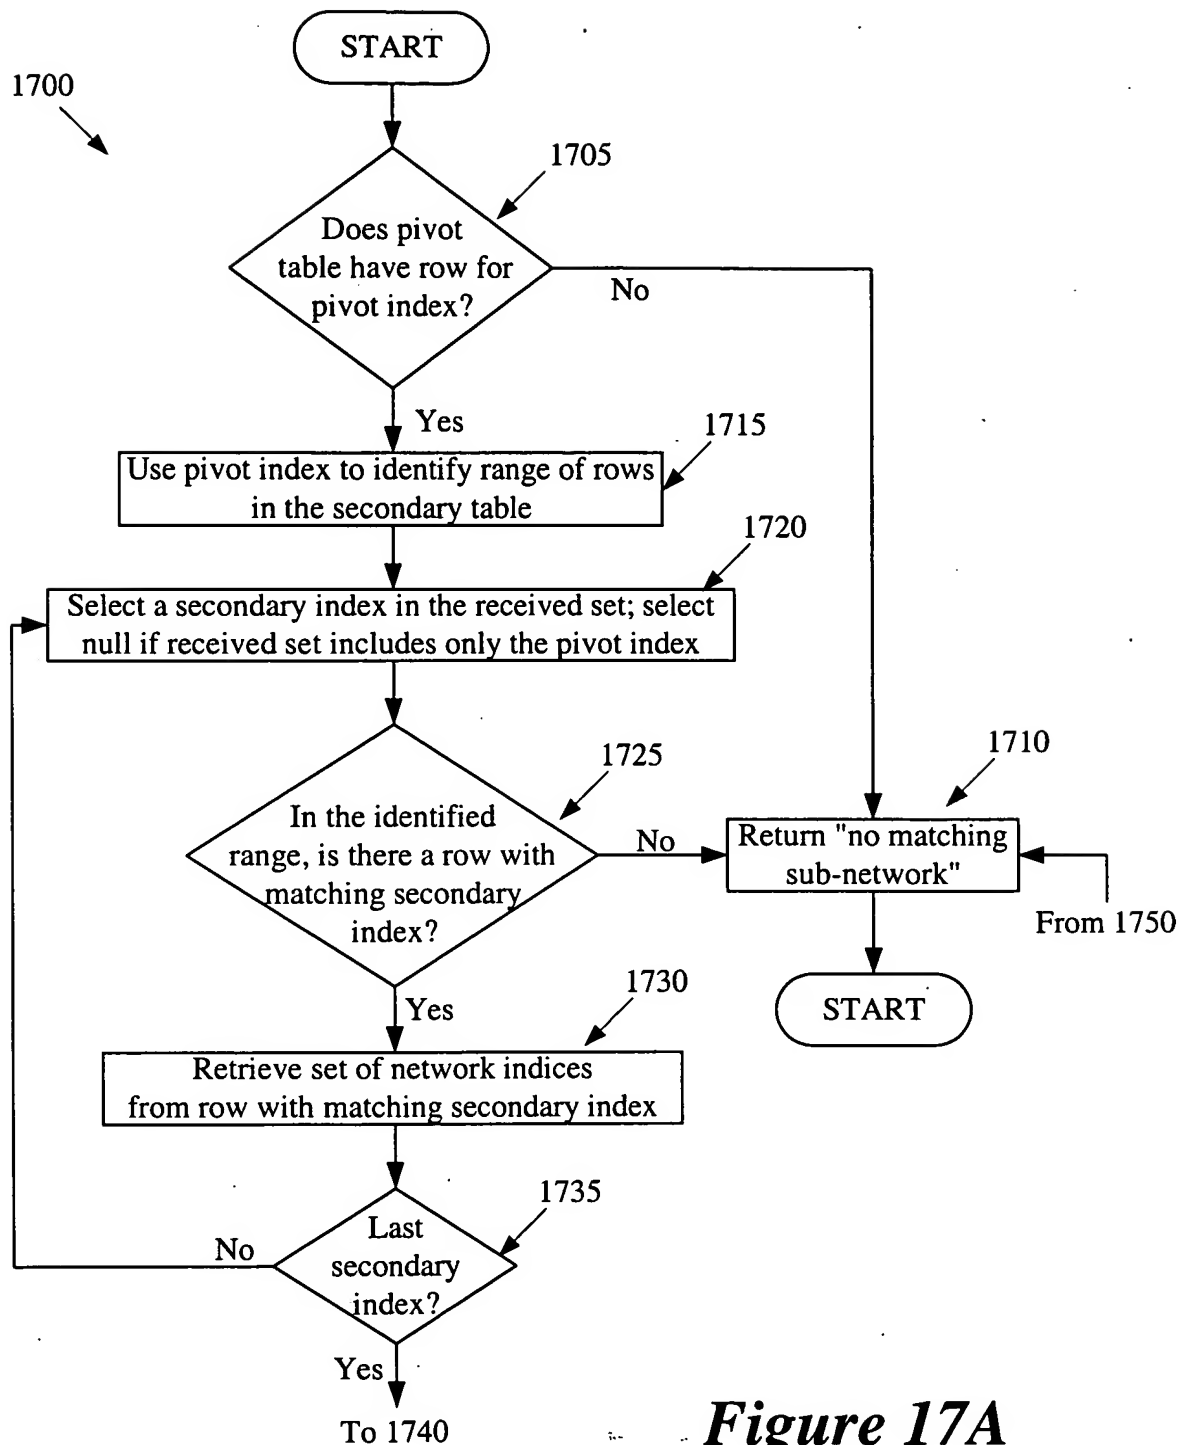 START
1700
1705
Does pivot
table have row for
pivot index?
No
Yes
1715
Use pivot index to identify range of rows
in the secondary table
1720
Select a secondary index in the received set; select
null if received set includes only the pivot index
1725
In the identified
range, is there a row with
matching secondary
index?
No
1710
Return "no matching
sub-network"
From 1750
START
Yes
1730
Retrieve set of network indices
from row with matching secondary index
1735
Last
secondary
index?
No
Yes
To 1740
Figure 17A